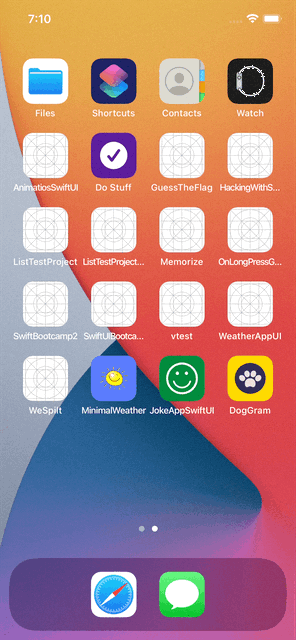 7:10
Files
Shortcuts
Contacts
Watch
AnimatiosSwiftUI
Do Stuff
GuessTheFlag
HackingWithS...
ListTestProject
ListTestProject...
Memorize
OnLongPressG...
SwiftBootcamp2
SwiftUIBootca...
vtest
WeatherAppUI
WeSpilt
MinimalWeather
JokeAppSwiftUI
DogGram